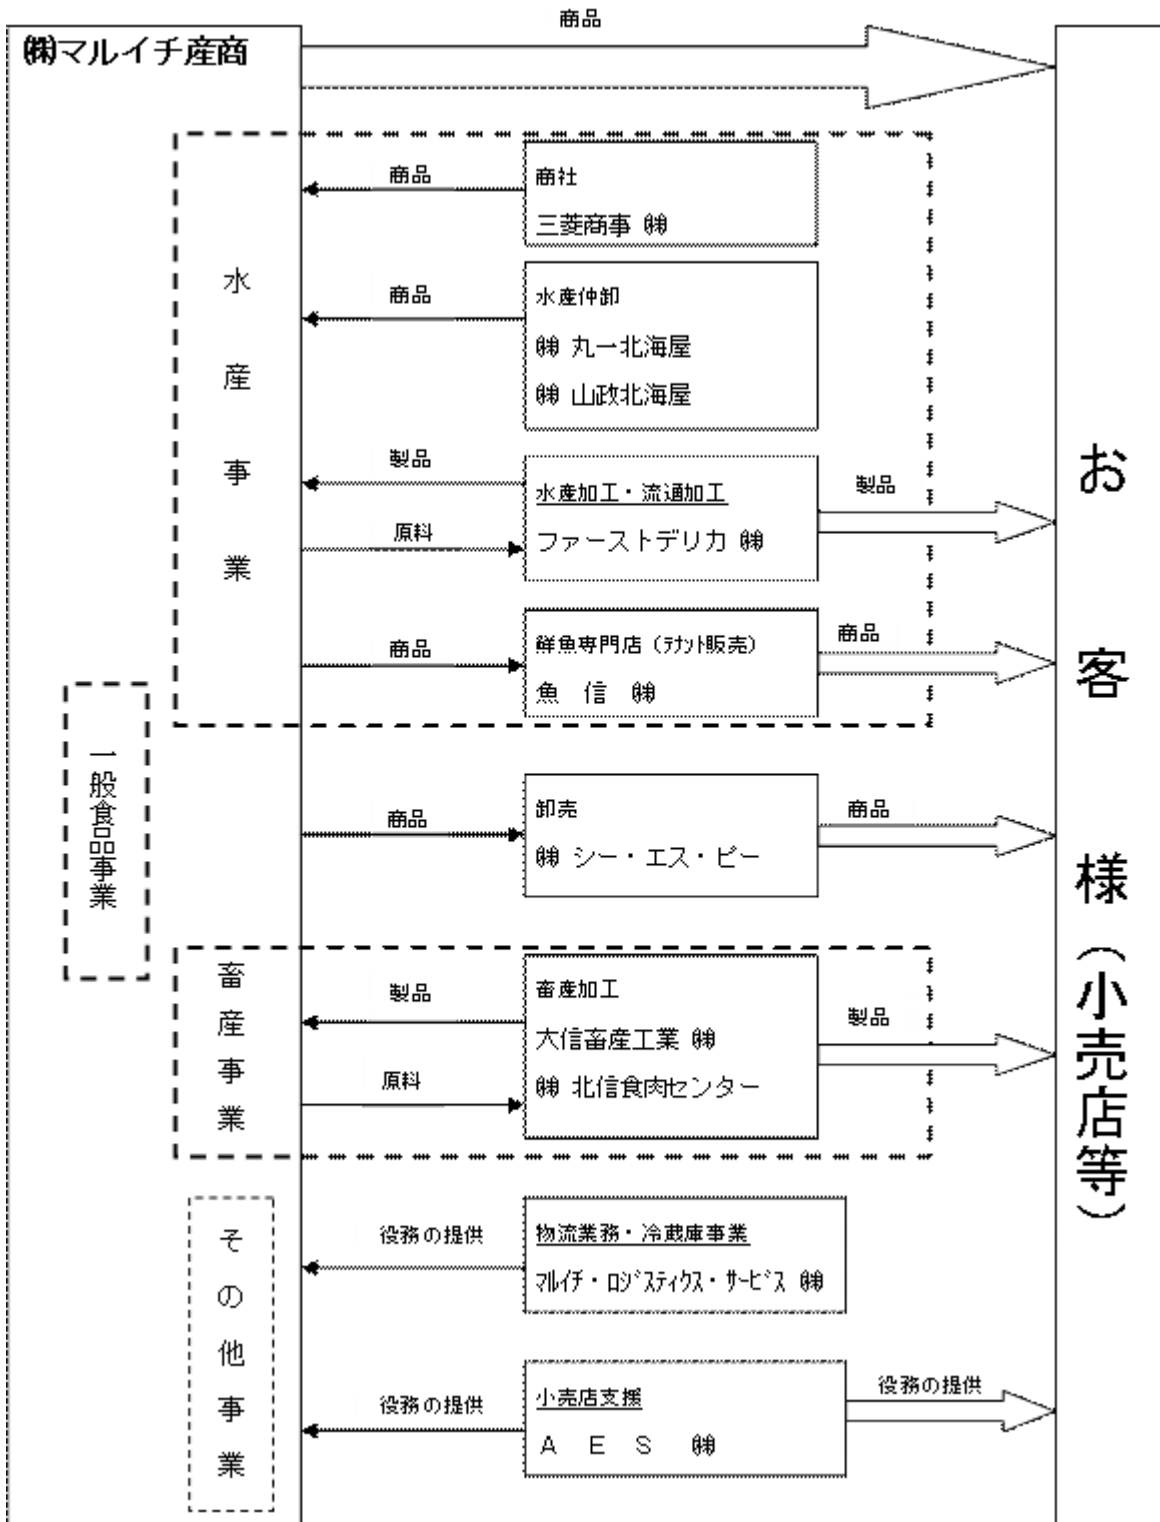 商品
㈱マルイチ産商
商品
商社
三菱商事 ㈱
商品
水産仲卸
㈱ 丸一北海屋
㈱ 山政北海屋
水産事業
製品
水産加工・流通加工
製品
原料
ファーストデリカ ㈱
商品
鮮魚専門店（ﾃﾅﾝﾄ販売）
商品
魚 信 ㈱
一般食品事業
商品
卸売
商品
㈱ シー・エス・ピー
畜産事業
製品
畜産加工
製品
大信畜産工業 ㈱
原料
㈱ 北信食肉センター
その他事業
役務の提供
物流業務・冷蔵庫事業
ﾏﾙｲﾁ・ﾛｼﾞｽﾃｨｸｽ・ｻｰﾋﾞｽ ㈱
役務の提供
小売店支援
役務の提供
Ａ Ｅ Ｓ ㈱
お客様（小売店等）